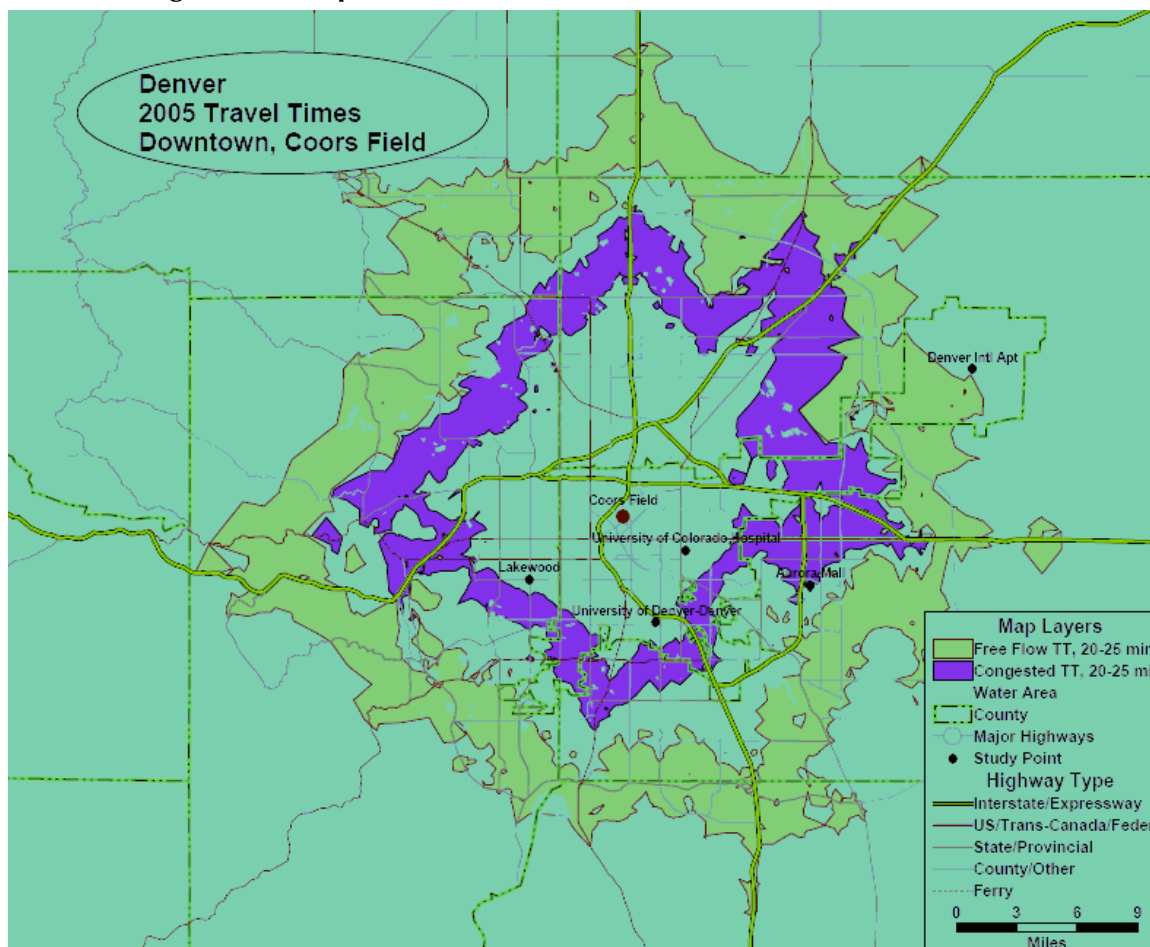 Denver
2005 Travel Times
Downtown, Coors Field
Denver Intl Apt
Coors Field
University of Colorado Hospital
Lakewood
Aurora Mall
University of Denver-Denver
Map Layers
Free Flow TT, 20-25 min
Congested TT, 20-25 mi
Water Area
County
Major Highways
Study Point
Highway Type
Interstate/Expressway
US/Trans-Canada/Feder
State/Provincial
County/Other
Ferry
0 3 6 9
Miles